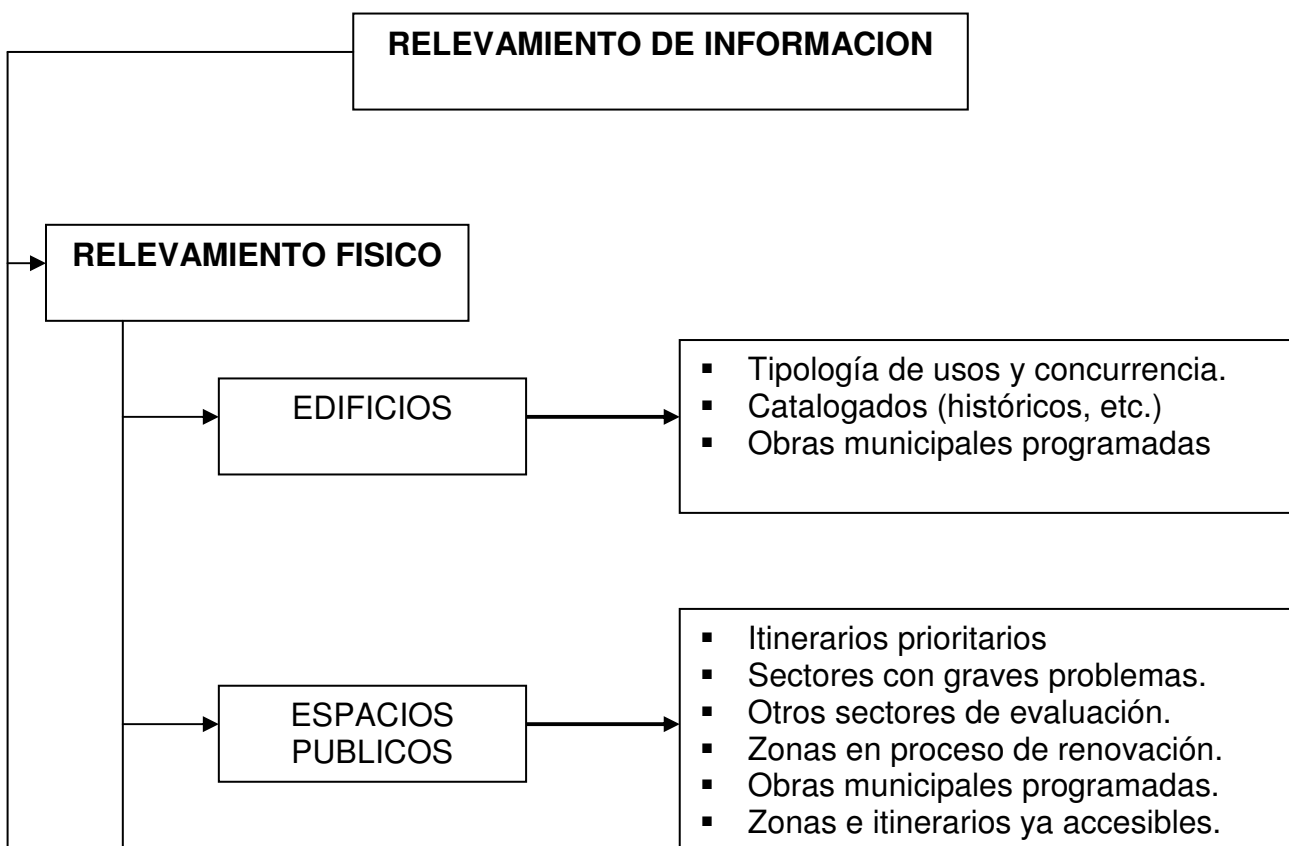 RELEVAMIENTO DE INFORMACION
RELEVAMIENTO FISICO
EDIFICIOS
▪ Tipología de usos y concurrencia.
▪ Catalogados (históricos, etc.)
▪ Obras municipales programadas
ESPACIOS
PUBLICOS
▪ Itinerarios prioritarios
▪ Sectores con graves problemas.
▪ Otros sectores de evaluación.
▪ Zonas en proceso de renovación.
▪ Obras municipales programadas.
▪ Zonas e itinerarios ya accesibles.